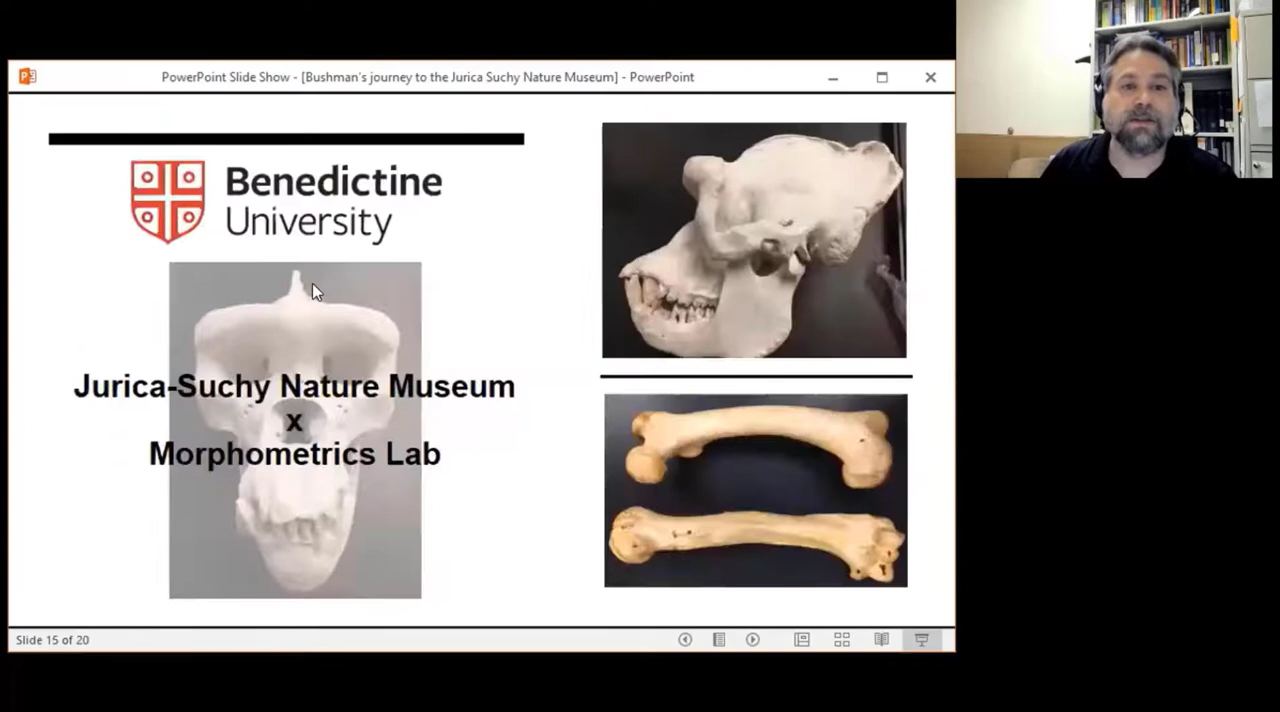 PowerPoint Slide Show - [Bushman's journey to the Jurica Suchy Nature Museum] - PowerPoint
Benedictine
University
Jurica-Suchy Nature Museum
x
Morphometrics Lab
Slide 15 of 20